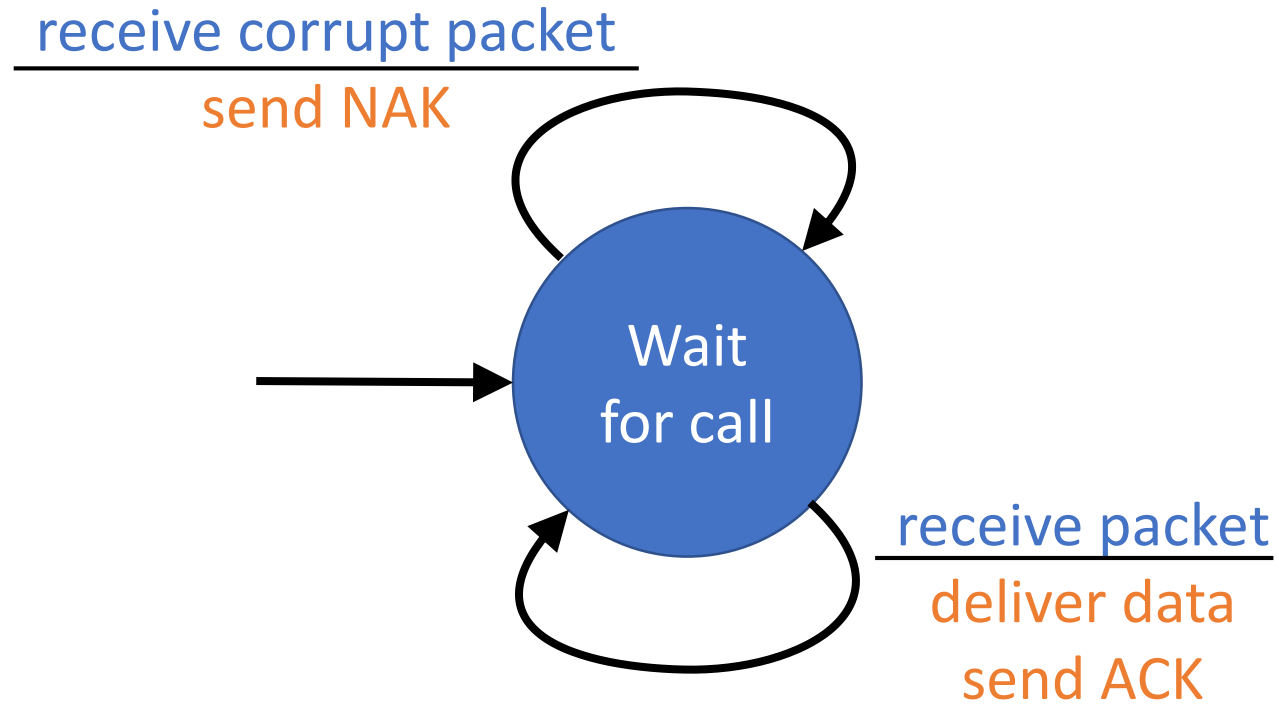 receive corrupt packet
send NAK
Wait
for call
receive packet
deliver data
send ACK